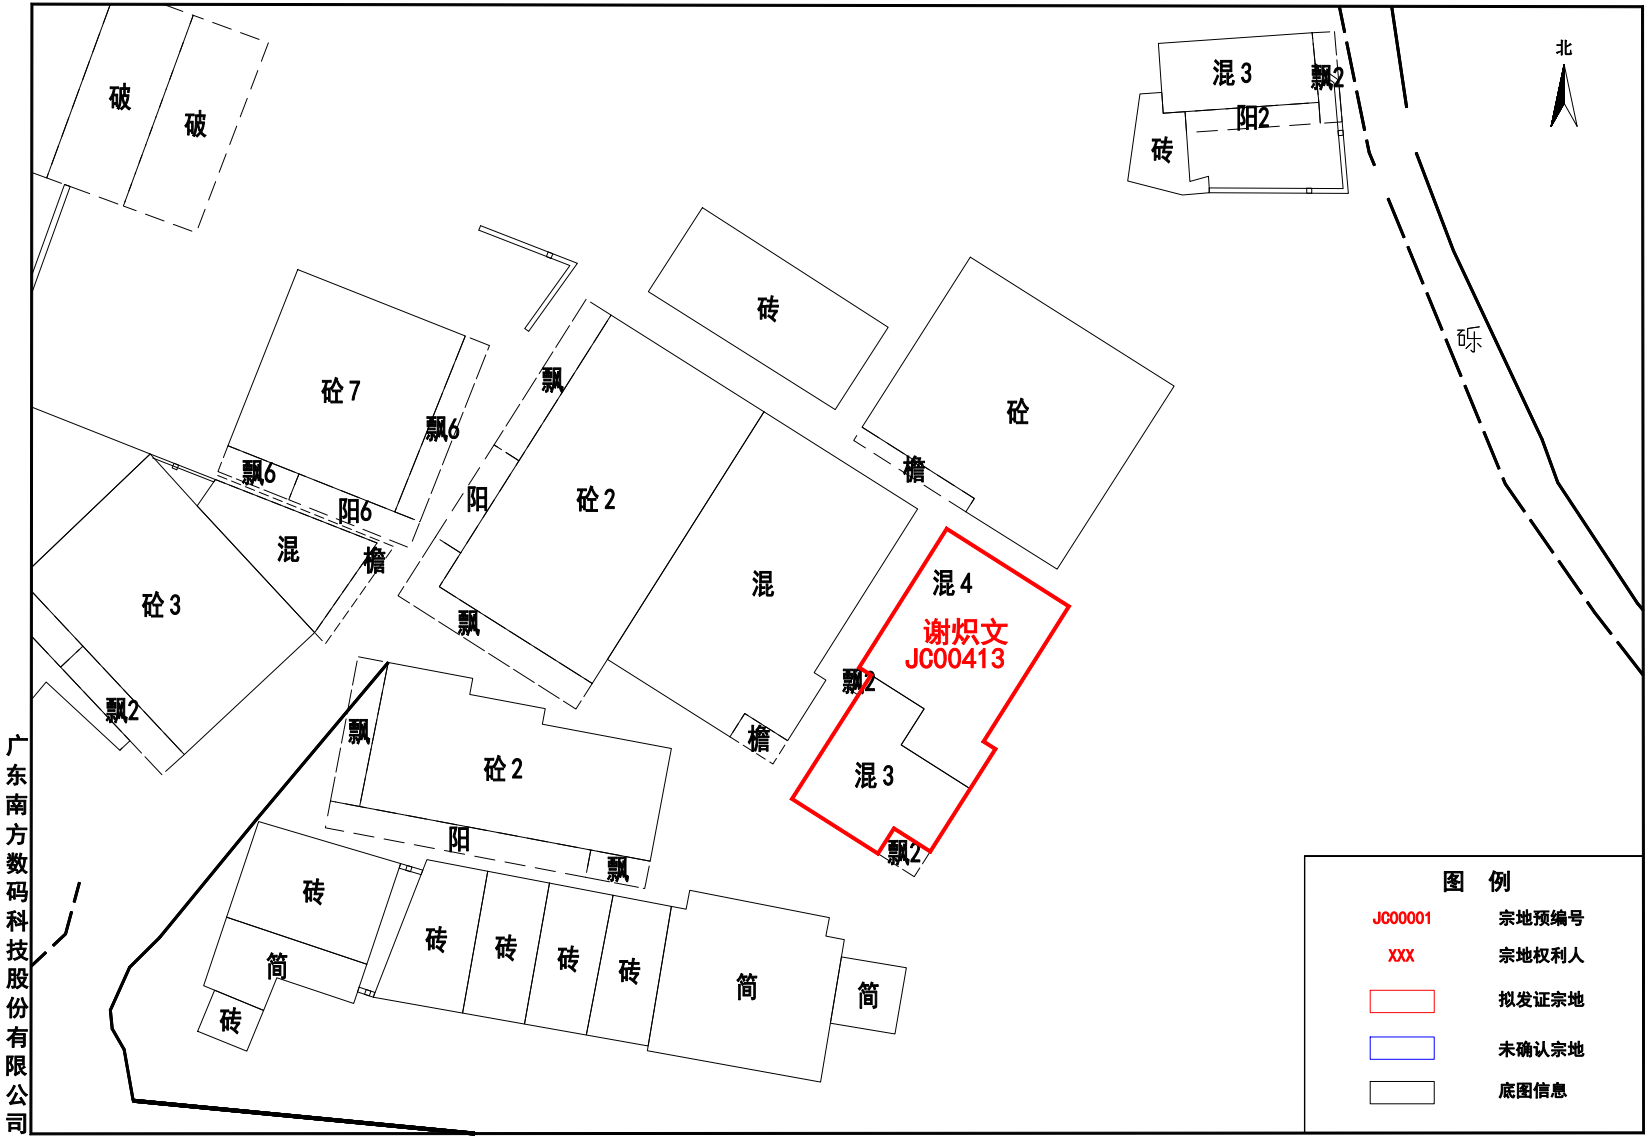 北
破
破
混3
飘2
阳2
砖
砖
砼
檐
砾
砼7
飘6
飘6
阳6
混
檐
砼3
飘2
飘
阳
砼2
飘
混
檐
混4
谢炽文
JC00413
飘2
混3
飘2
飘
砼2
阳
飘
砖
简
砖
砖
砖
砖
砖
简
简
广东南方数码科技股份有限公司
图 例
JC00001 宗地预编号
XXX 宗地权利人
拟发证宗地
未确认宗地
底图信息